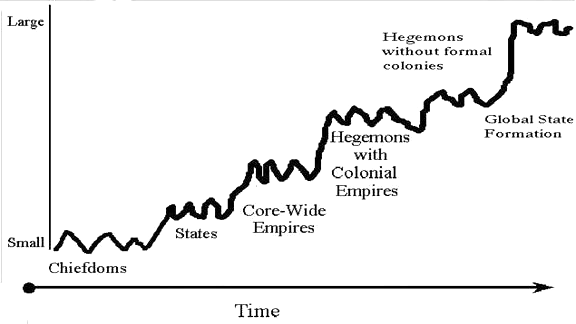 Large
Hegemons
without formal
colonies
Global State
Formation
Hegemons
with
Colonial
Empires
Core-Wide
Empires
States
Small
Chiefdoms
Time